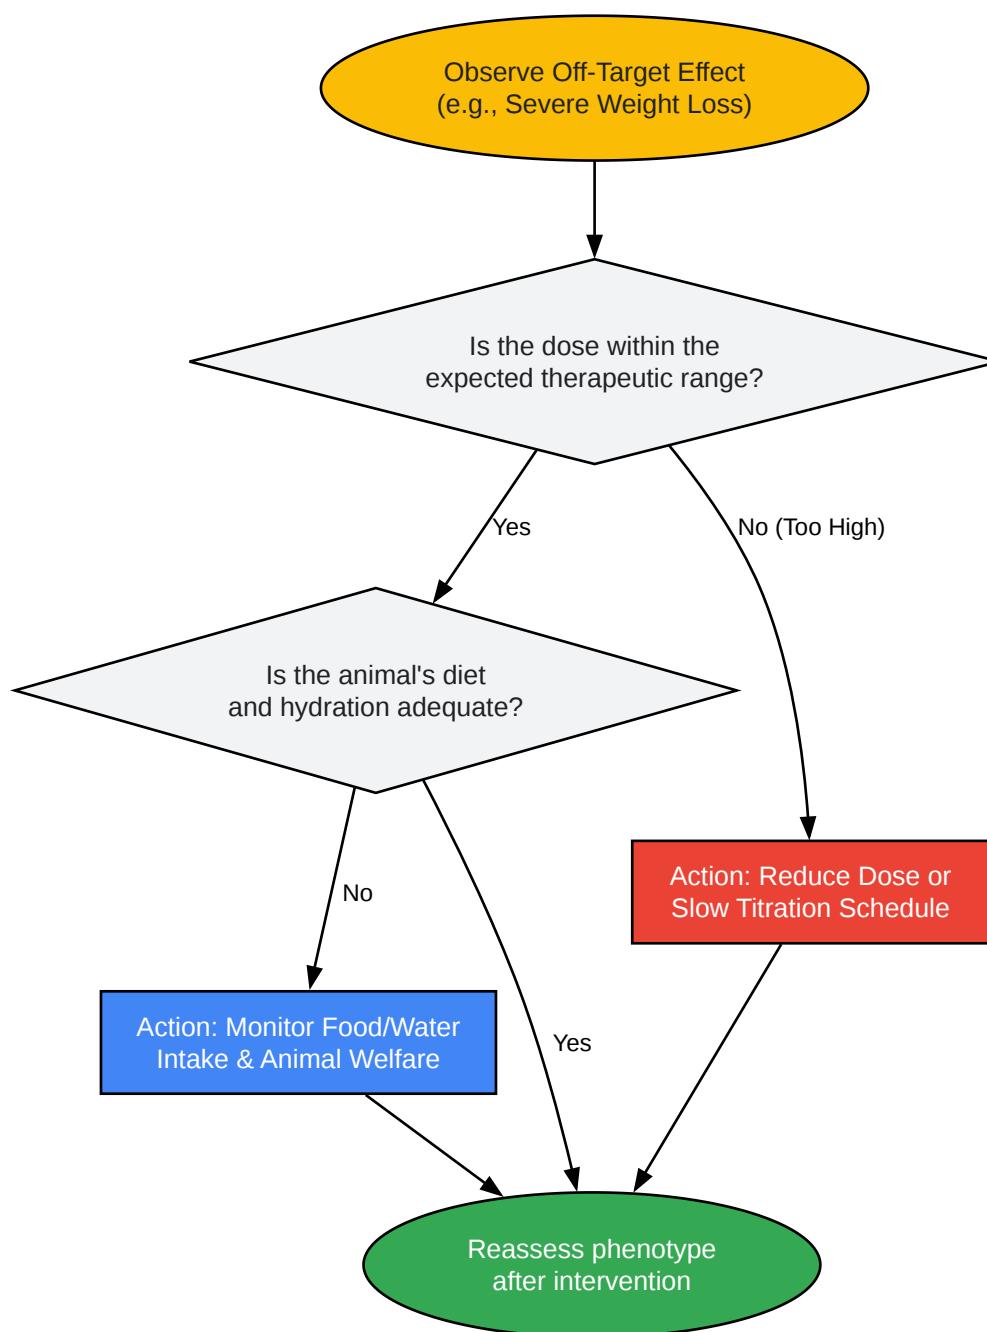 Observe Off-Target Effect
(e.g., Severe Weight Loss)
Is the dose within the
expected therapeutic range?
Yes
No (Too High)
Is the animal's diet
and hydration adequate?
Action: Reduce Dose or
Slow Titration Schedule
No
Action: Monitor Food/Water
Intake & Animal Welfare
Yes
Reassess phenotype
after intervention